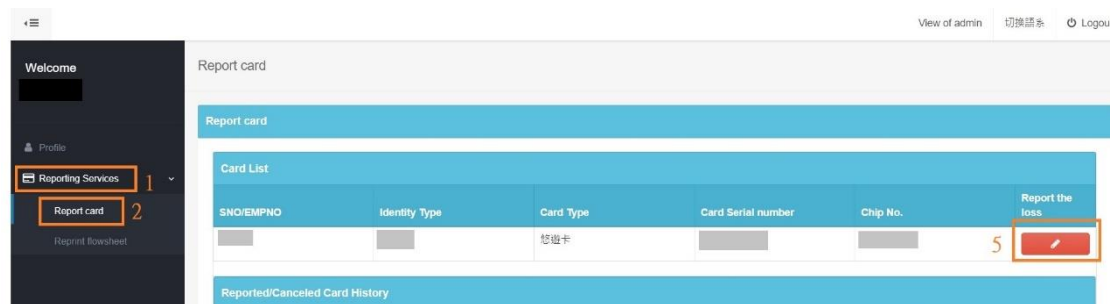 View of admin 切換語系 Logou
Welcome
Report card
Report card
Profile
Reporting Services 1
Card List
Report card 2
SNO/EMPNO Identity Type Card Type Card Serial number Chip No. Report the loss
Reprint flowsheet
悠遊卡 5
Reported/Canceled Card History